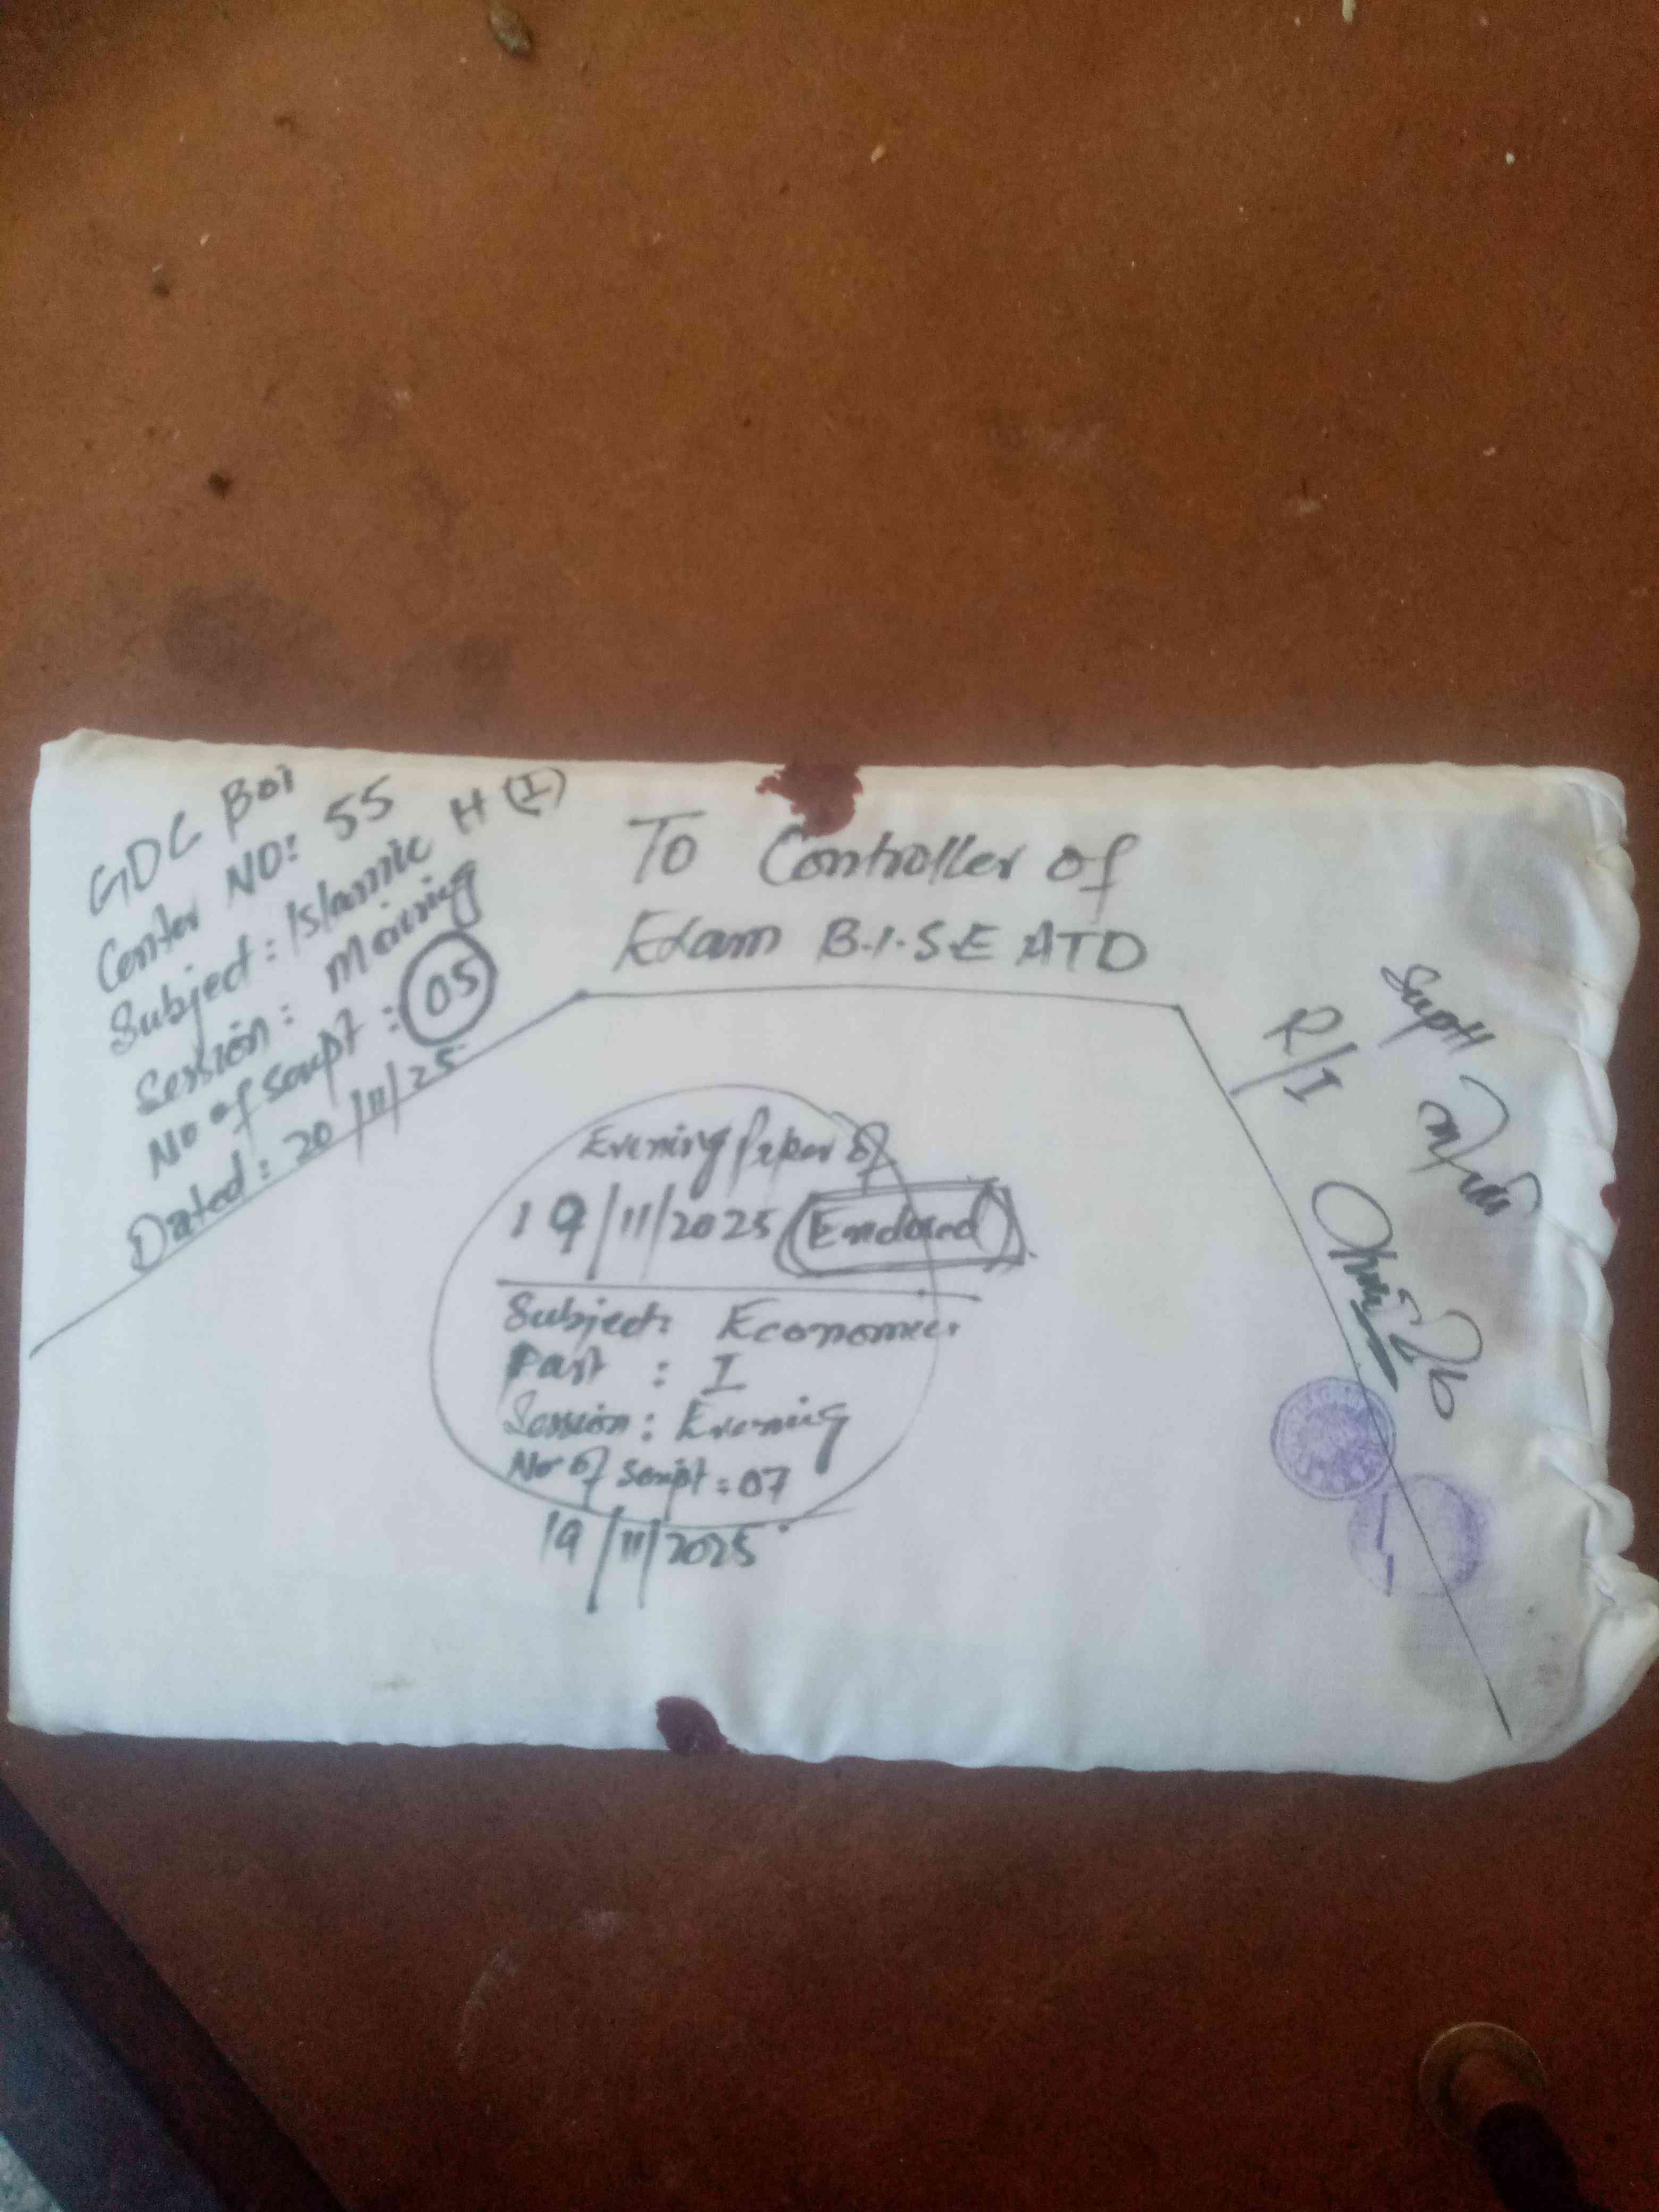 GDC Boi
Center NO: 55
Subject: Islamic H (I)
Session: Morning
No of Script: 05
Dated: 20/11/25
To Controller of
Exam B.I.SE ATD
Evening Paper of
19/11/2025 Enclosed
Subject: Economics
Part : I
Session: Evening
No of Script: 07
19/11/2025
R/I
Supdt